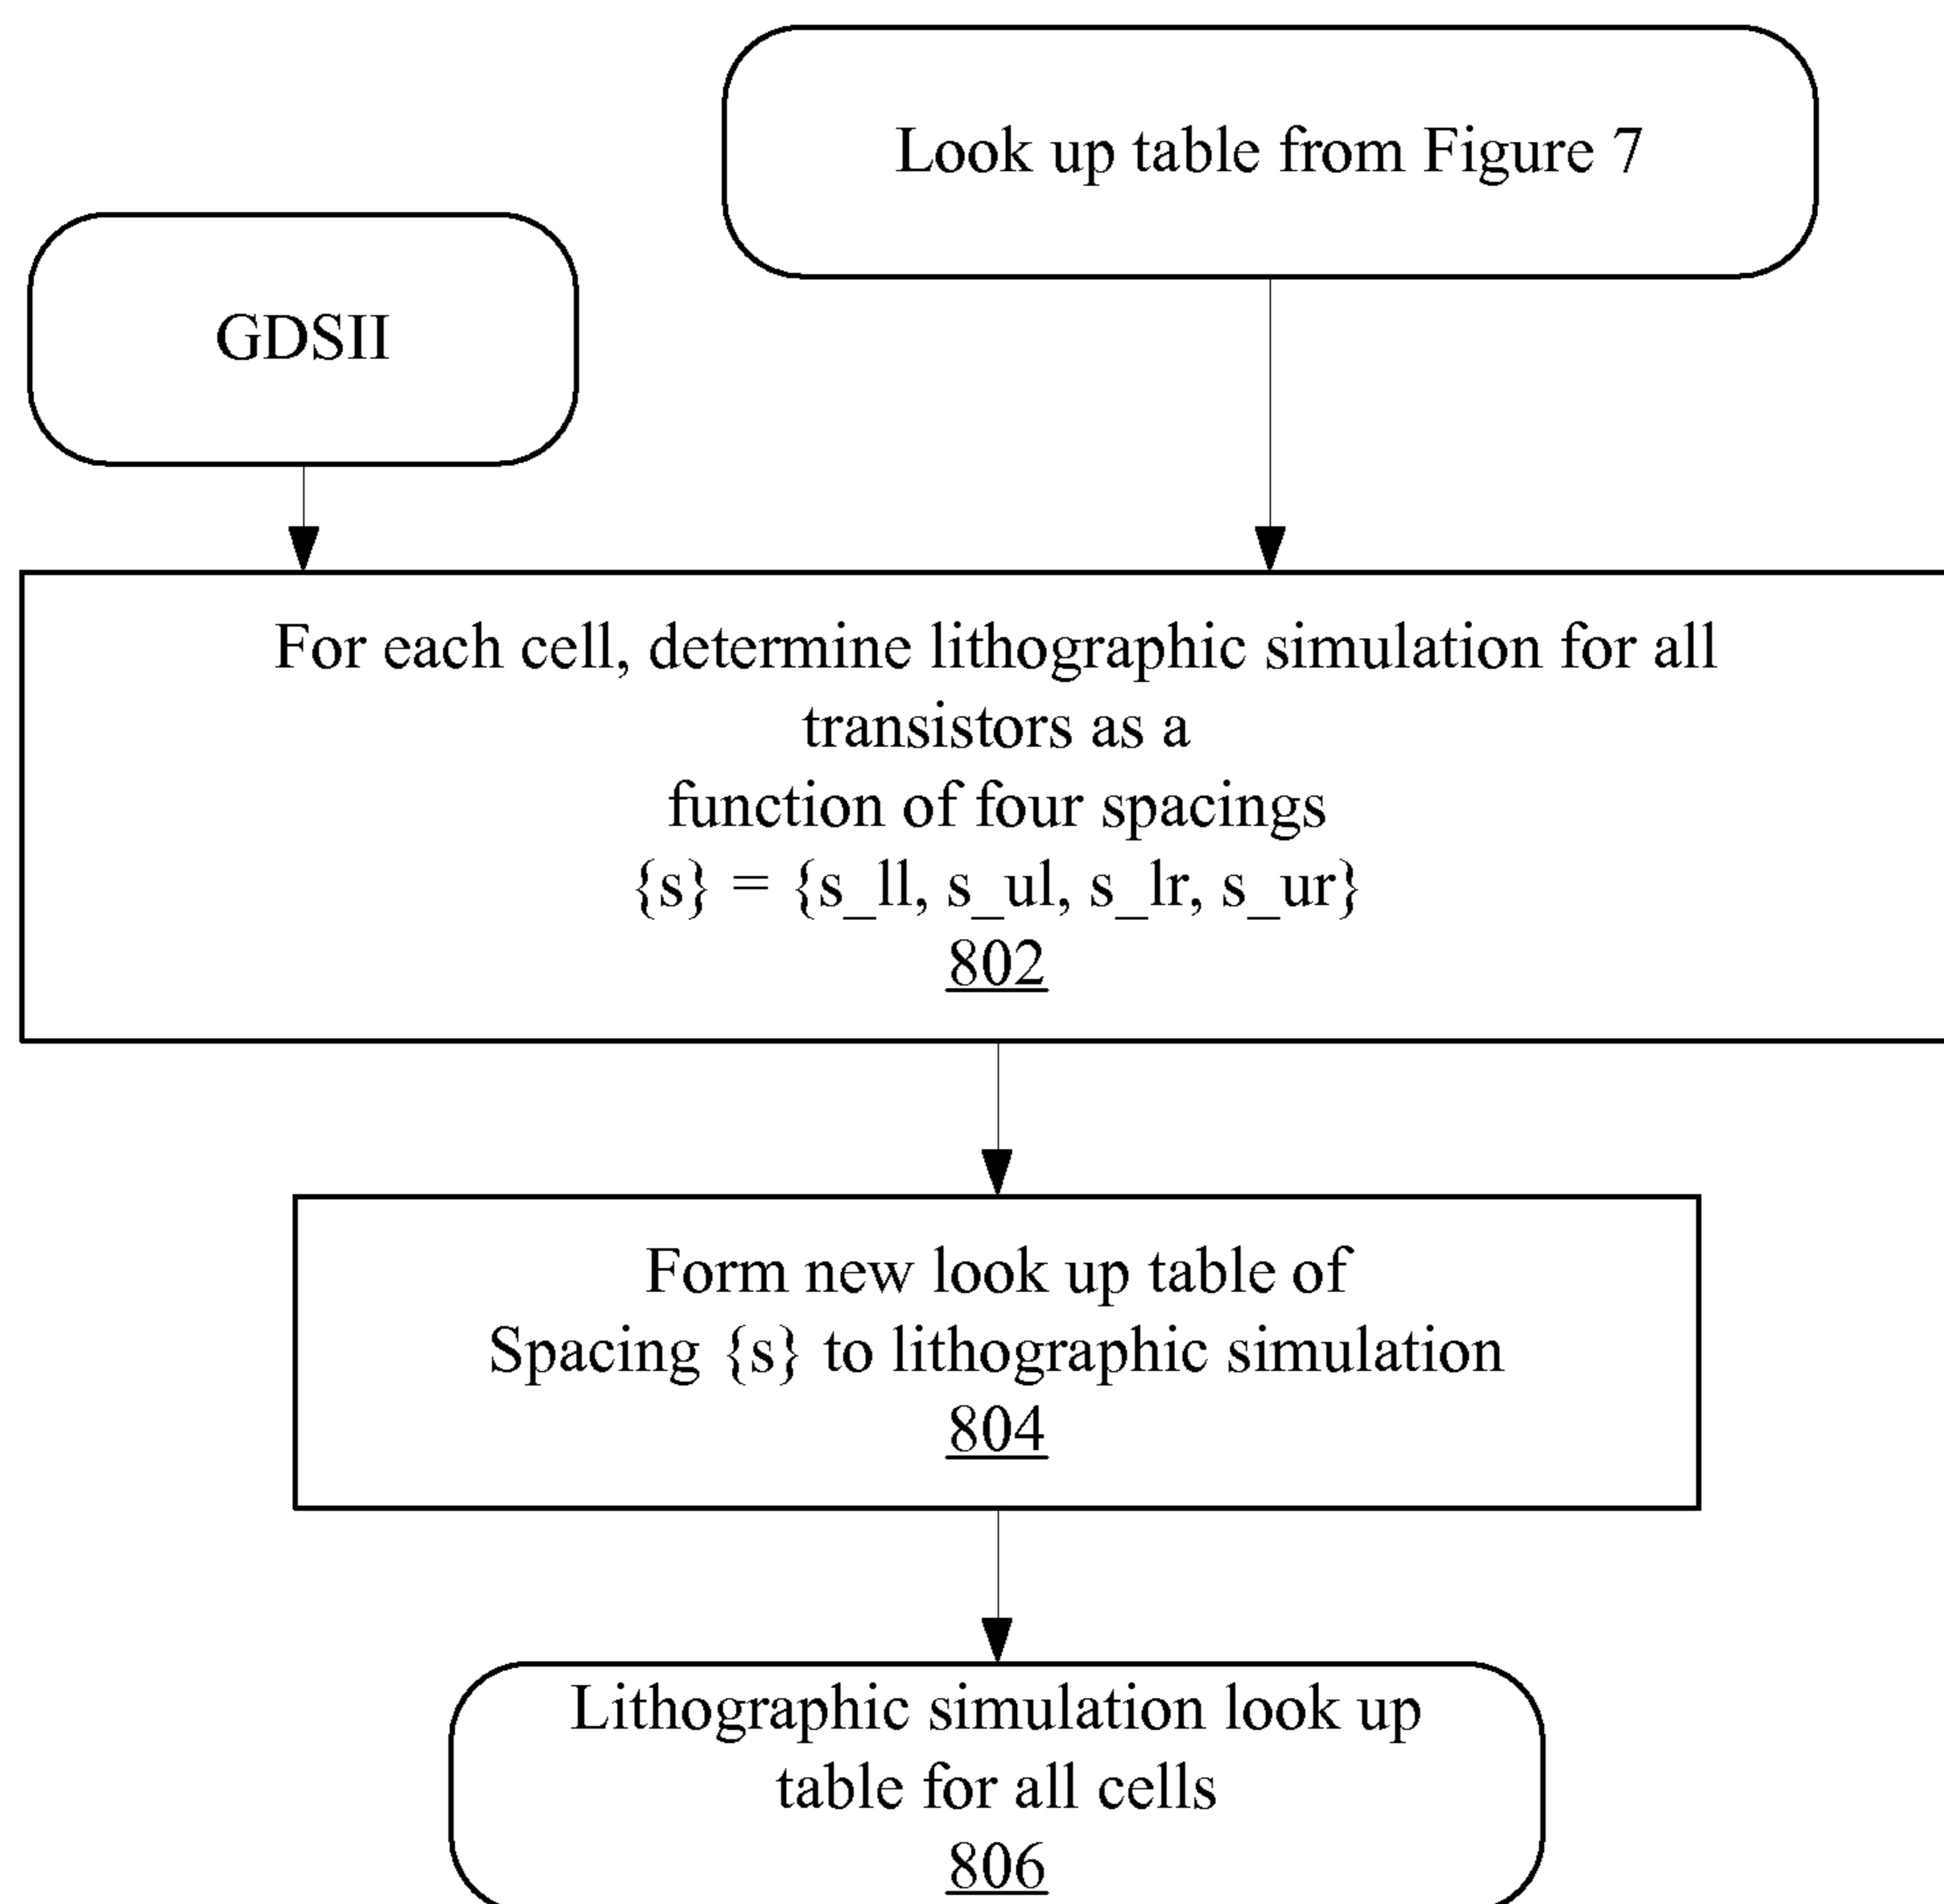 Look up table from Figure 7
GDSII
For each cell, determine lithographic simulation for all
transistors as a
function of four spacings
{s} = {s_ll, s_ul, s_lr, s_ur}
802
Form new look up table of
Spacing {s} to lithographic simulation
804
Lithographic simulation look up
table for all cells
806